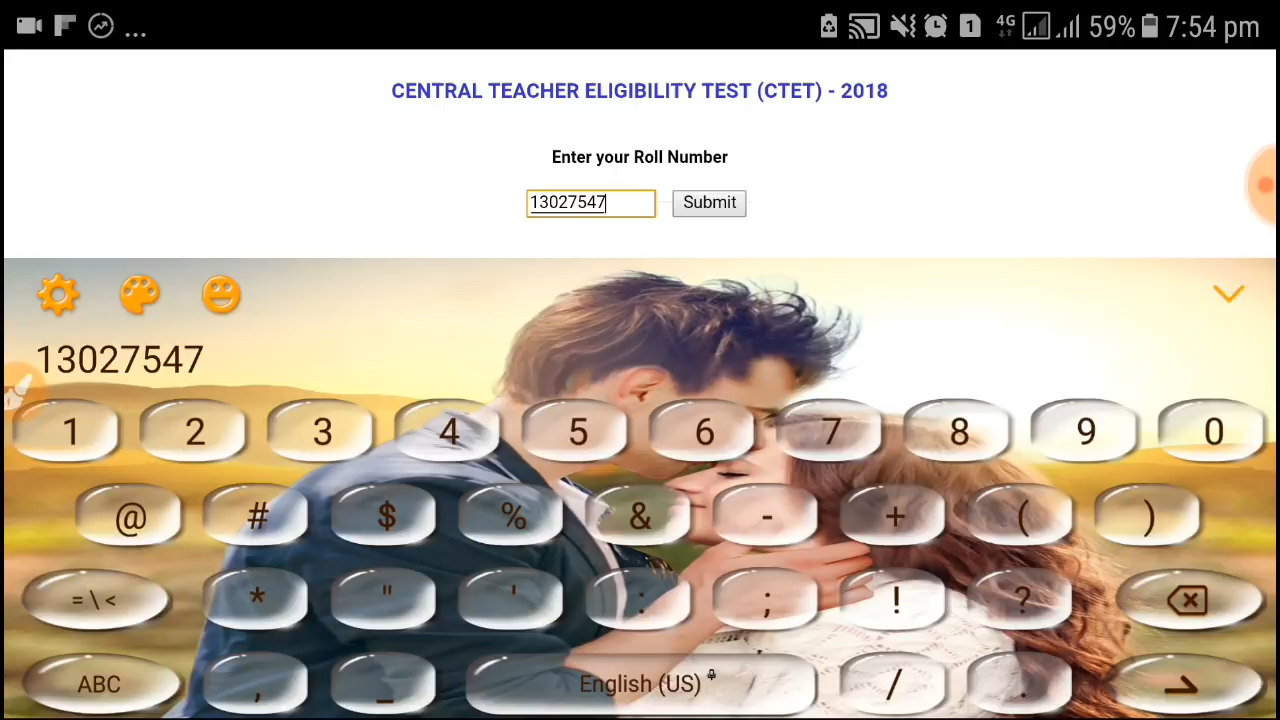 ... 1 4G 59% 7:54 pm
CENTRAL TEACHER ELIGIBILITY TEST (CTET) - 2018
Enter your Roll Number
13027547 Submit
13027547
1 2 3 4 5 6 7 8 9 0
@ # $ % & - + ( )
= \ < * " ' : ; ! ?
ABC , _ English (US) / .